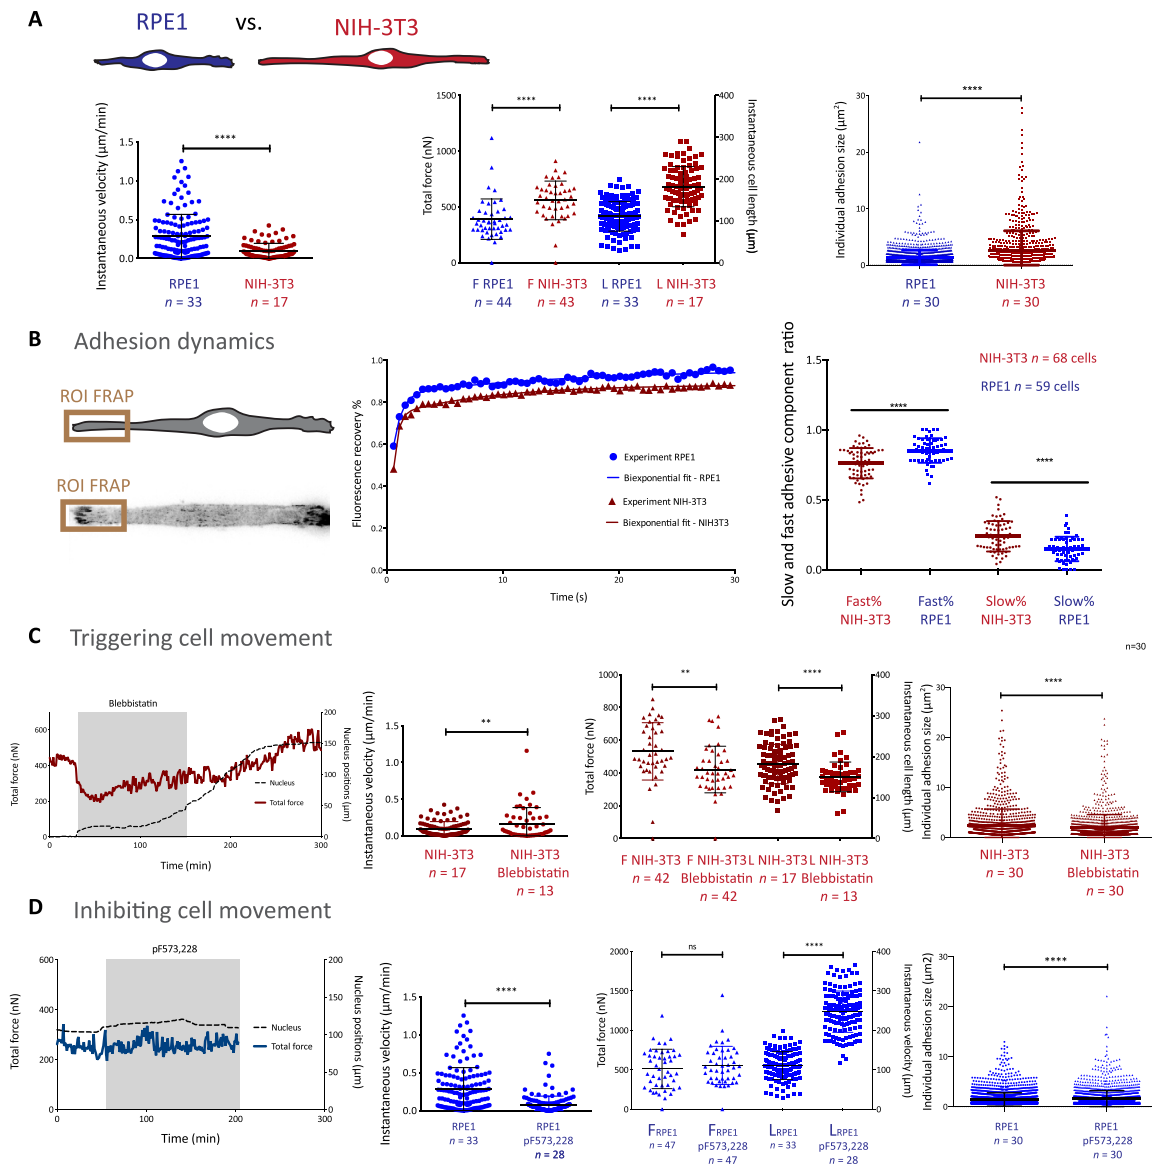 A
RPE1 vs. NIH-3T3
Instantaneous velocity (µm/min)
1.5
1.0
0.5
0.0
****
RPE1
n = 33
NIH-3T3
n = 17
Total force (nN)
1500
1000
500
0
****
****
400
300
200
100
0
Instantaneous cell length (µm)
F RPE1
n = 44
F NIH-3T3
n = 43
L RPE1
n = 33
L NIH-3T3
n = 17
Individual adhesion size (µm²)
30
20
10
0
****
RPE1
n = 30
NIH-3T3
n = 30
B Adhesion dynamics
ROI FRAP
ROI FRAP
Fluorescence recovery %
1.0
0.8
0.6
0.4
0.2
0.0
0
10
20
30
Time (s)
Experiment RPE1
Biexponential fit - RPE1
Experiment NIH-3T3
Biexponential fit - NIH3T3
Slow and fast adhesive component ratio
1.5
1.0
0.5
0.0
NIH-3T3 n = 68 cells
RPE1 n = 59 cells
****
****
Fast%
NIH-3T3
Fast%
RPE1
Slow%
NIH-3T3
Slow%
RPE1
C Triggering cell movement
n=30
Blebbistatin
Total force (nN)
600
400
200
0
200
150
100
50
0
Nucleus positions (µm)
Nucleus
Total force
0
100
200
300
Time (min)
Instantaneous velocity (µm/min)
1.5
1.0
0.5
0.0
**
NIH-3T3
n = 17
NIH-3T3
Blebbistatin
n = 13
Total force (nN)
1000
800
600
400
200
0
**
****
400
300
200
100
0
Instantaneous cell length (µm)
F NIH-3T3
n = 42
F NIH-3T3
Blebbistatin
n = 42
L NIH-3T3
n = 17
L NIH-3T3
Blebbistatin
n = 13
Individual adhesion size (µm²)
30
20
10
0
****
NIH-3T3
n = 30
NIH-3T3
Blebbistatin
n = 30
D Inhibiting cell movement
pF573,228
Total force (nN)
600
400
200
0
200
150
100
50
0
Nucleus positions (µm)
Nucleus
Total force
0
100
200
300
Time (min)
Instantaneous velocity (µm/min)
1.5
1.0
0.5
0.0
****
RPE1
n = 33
RPE1
pF573,228
n = 28
Total force (nN)
2000
1500
1000
500
0
ns
****
400
300
200
100
0
Instantaneous velocity (µm)
FRPE1
n = 47
FRPE1
pF573,228
n = 47
LRPE1
n = 33
LRPE1
pF573,228
n = 28
Individual adhesion size (µm2)
30
20
10
0
****
RPE1
n = 30
RPE1
pF573,228
n = 30